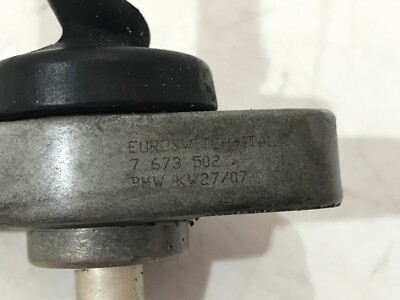 EUROSWITCH-ITALY
7 673 502
BMW KW27/07